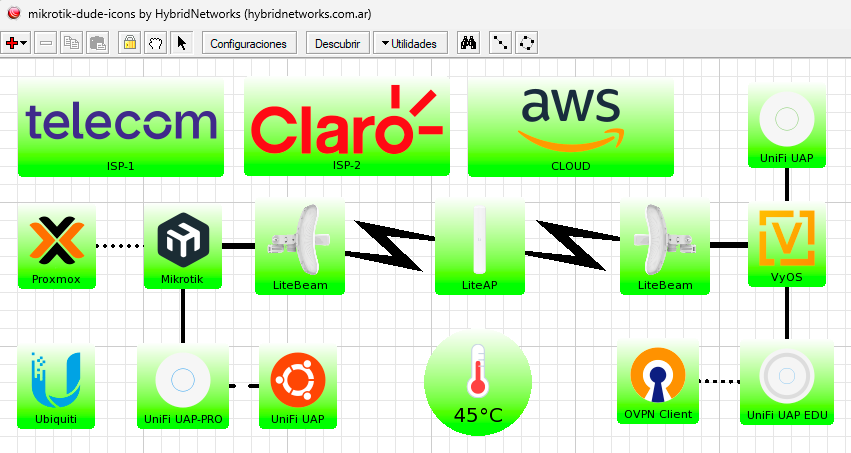 mikrotik-dude-icons by HybridNetworks (hybridnetworks.com.ar)
Configuraciones
Descubrir
Utilidades
telecom
ISP-1
Claro
ISP-2
aws
CLOUD
UniFi UAP
Proxmox
Mikrotik
LiteBeam
LiteAP
LiteBeam
VyOS
Ubiquiti
UniFi UAP-PRO
UniFi UAP
45°C
OVPN Client
UniFi UAP EDU